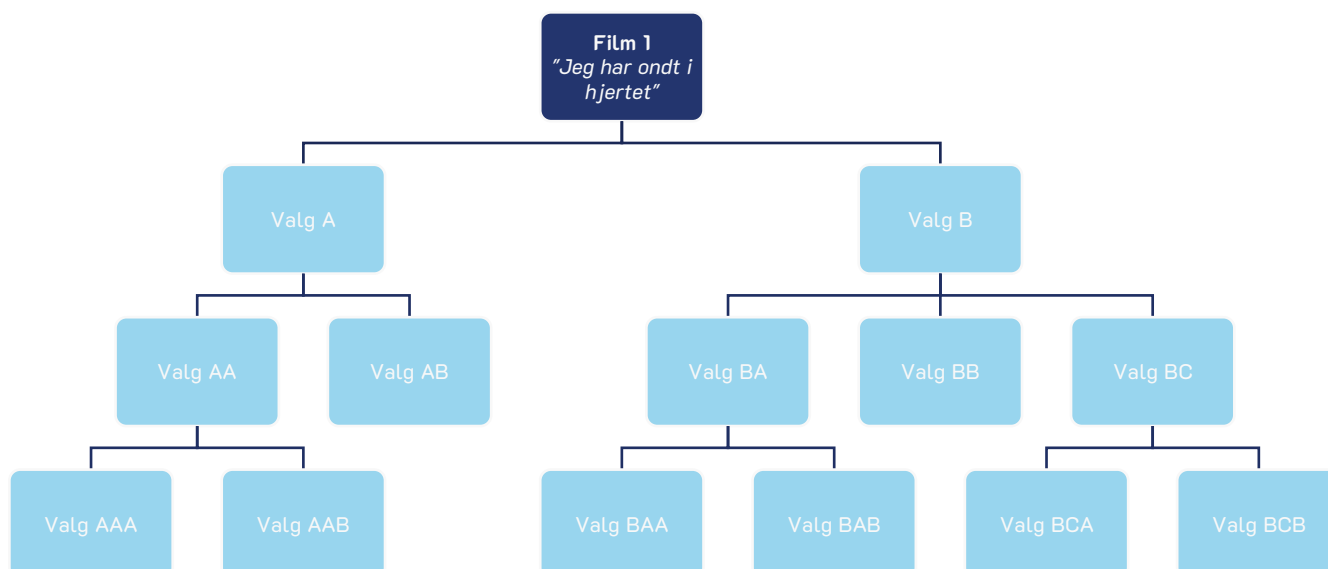 Film 1
"Jeg har ondt i
hjertet"
Valg A
Valg B
Valg AA
Valg AB
Valg BA
Valg BB
Valg BC
Valg AAA
Valg AAB
Valg BAA
Valg BAB
Valg BCA
Valg BCB